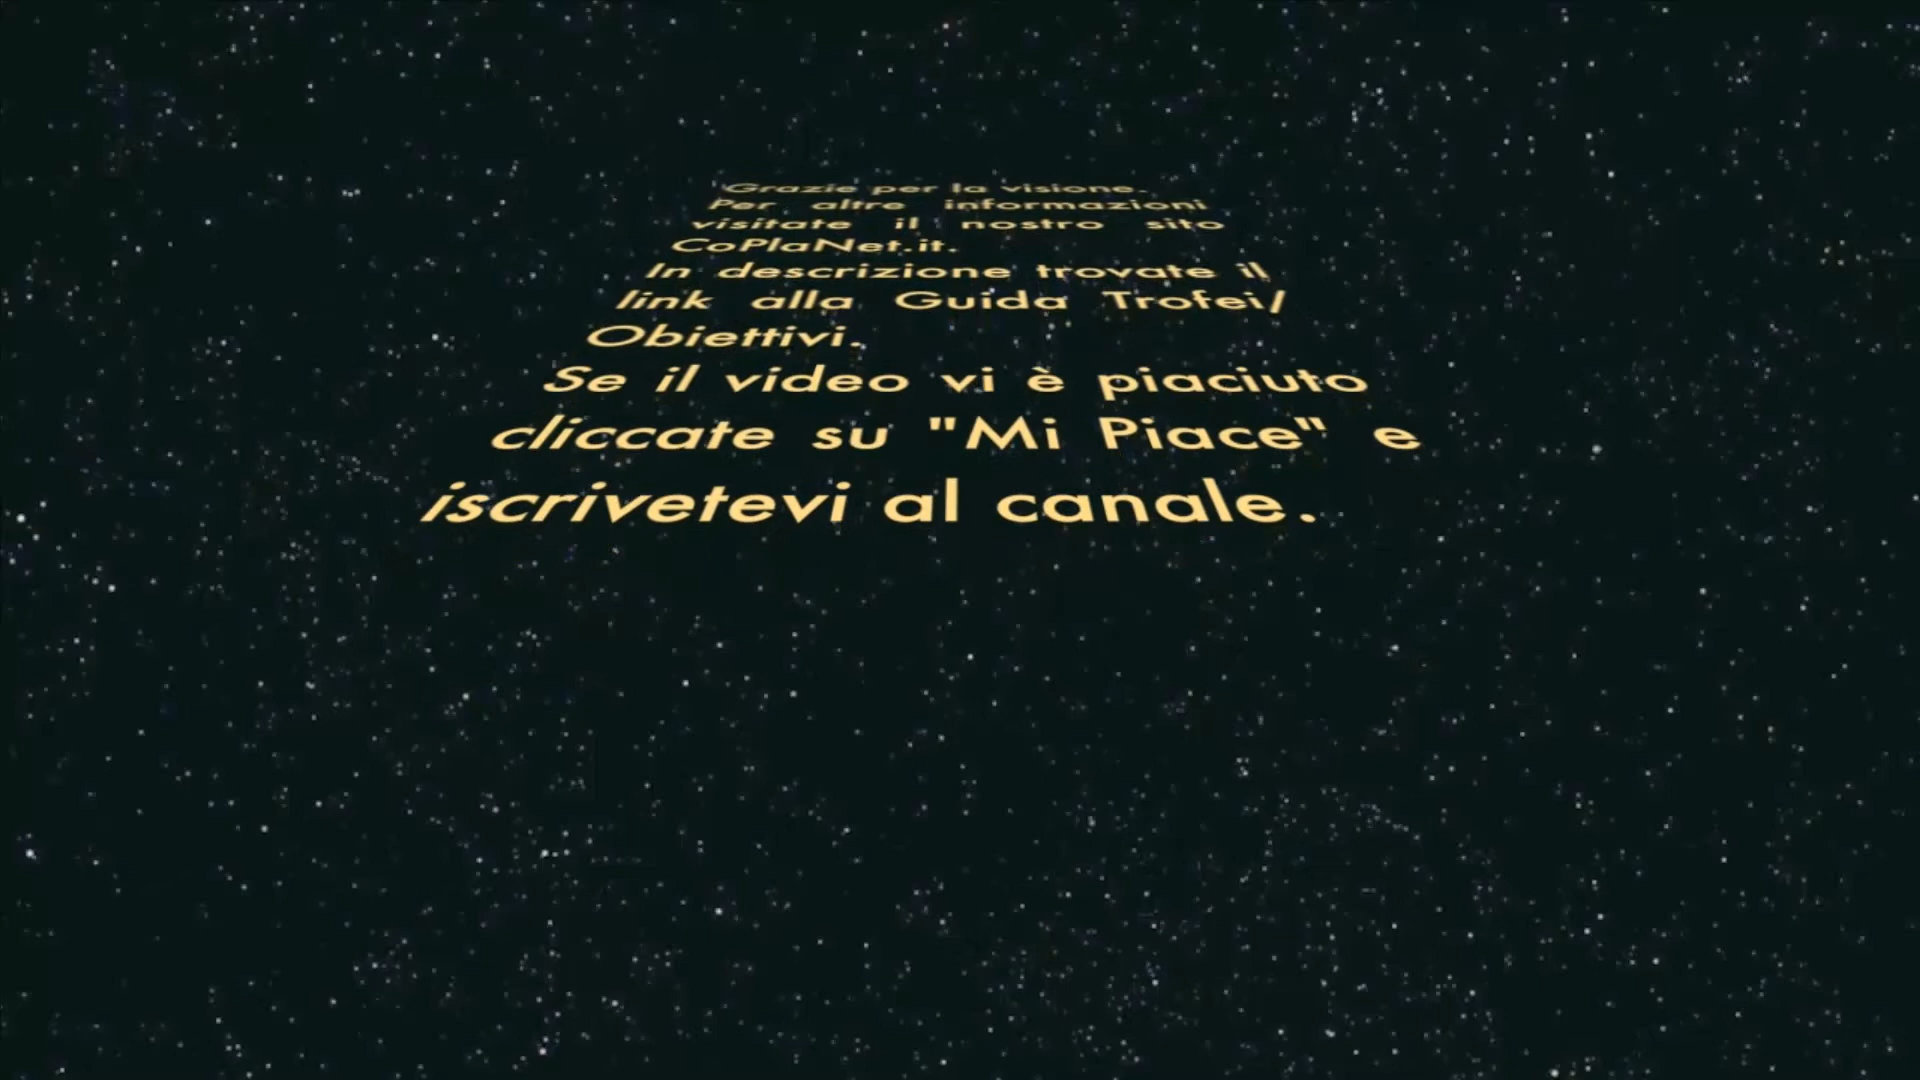 Grazie per la visione.
Per altre informazioni
visitate il nostro sito
CoPlaNet.it.
In descrizione trovate il
link alla Guida Trofei/
Obiettivi.
Se il video vi è piaciuto
cliccate su "Mi Piace" e
iscrivetevi al canale.